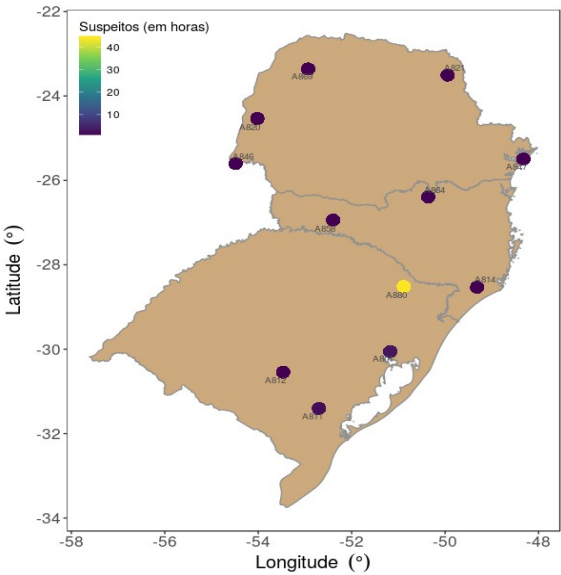 -22
Suspeitos (em horas)
40
30
20
10
A869
A821
-24
A820
A846
A847
-26
A864
A858
Latitude (°)
-28
A880
A814
-30
A812
A811
-32
-34
-58
-56
-54
-52
-50
-48
Longitude (°)